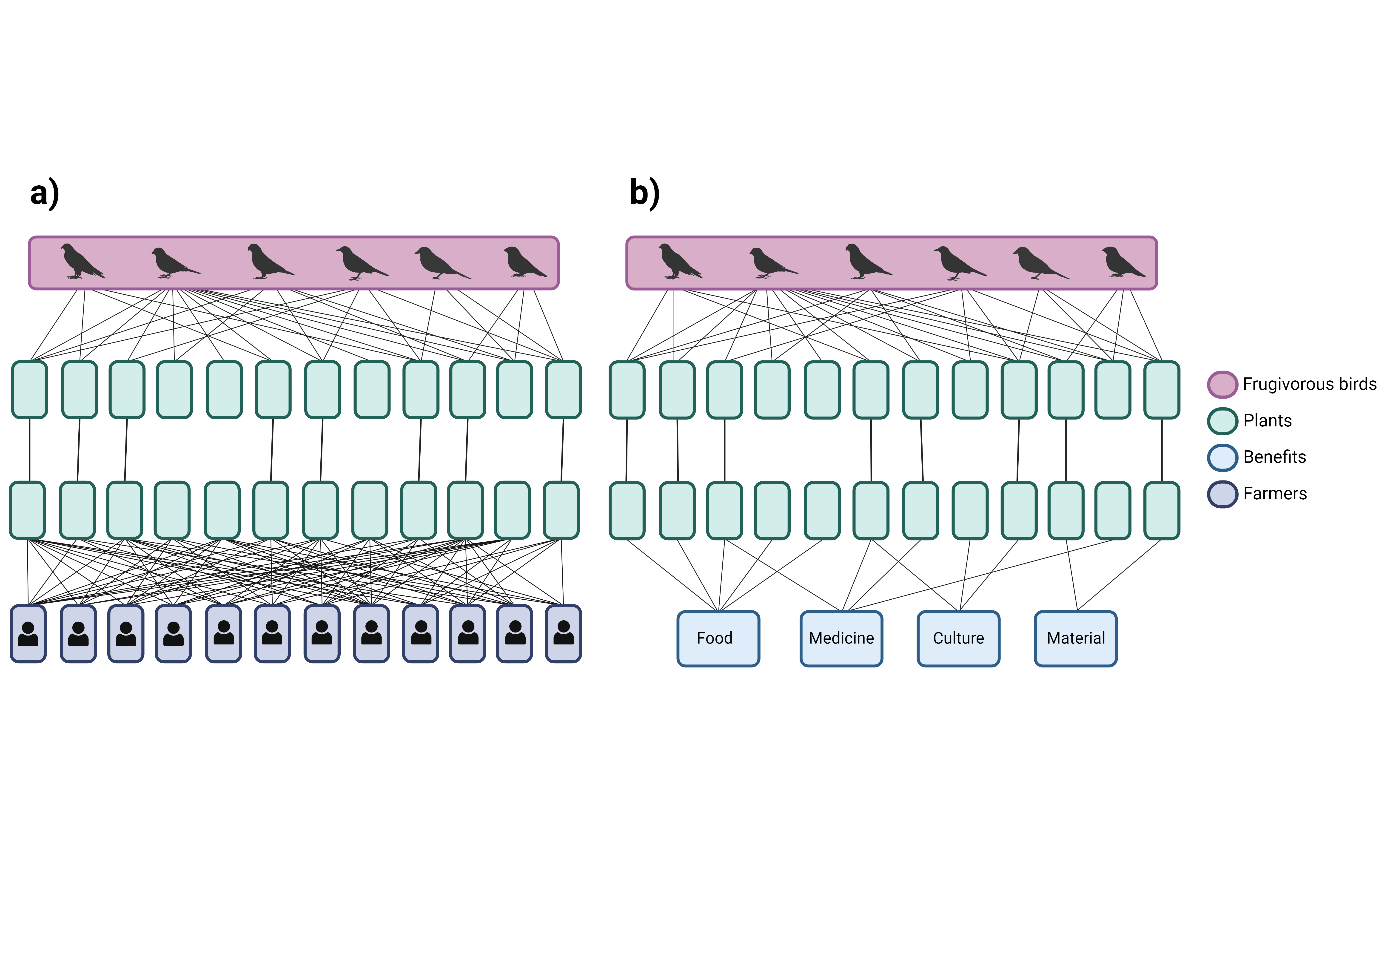 a)
b)
Frugivorous birds
Plants
Benefits
Farmers
Food
Medicine
Culture
Material